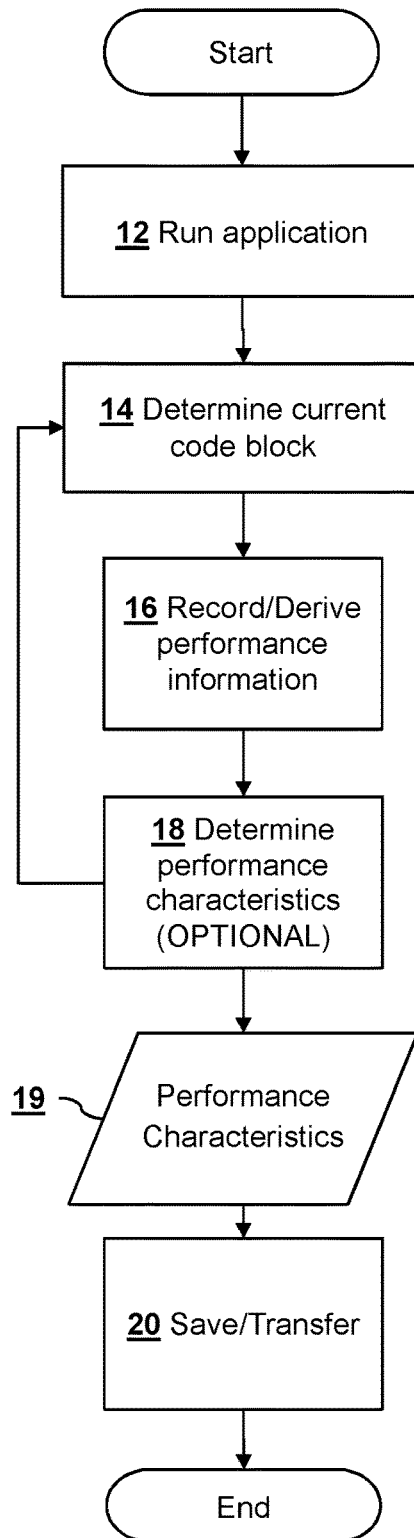 Start
12 Run application
14 Determine current
code block
16 Record/Derive
performance
information
18 Determine
performance
characteristics
(OPTIONAL)
19
Performance
Characteristics
20 Save/Transfer
End